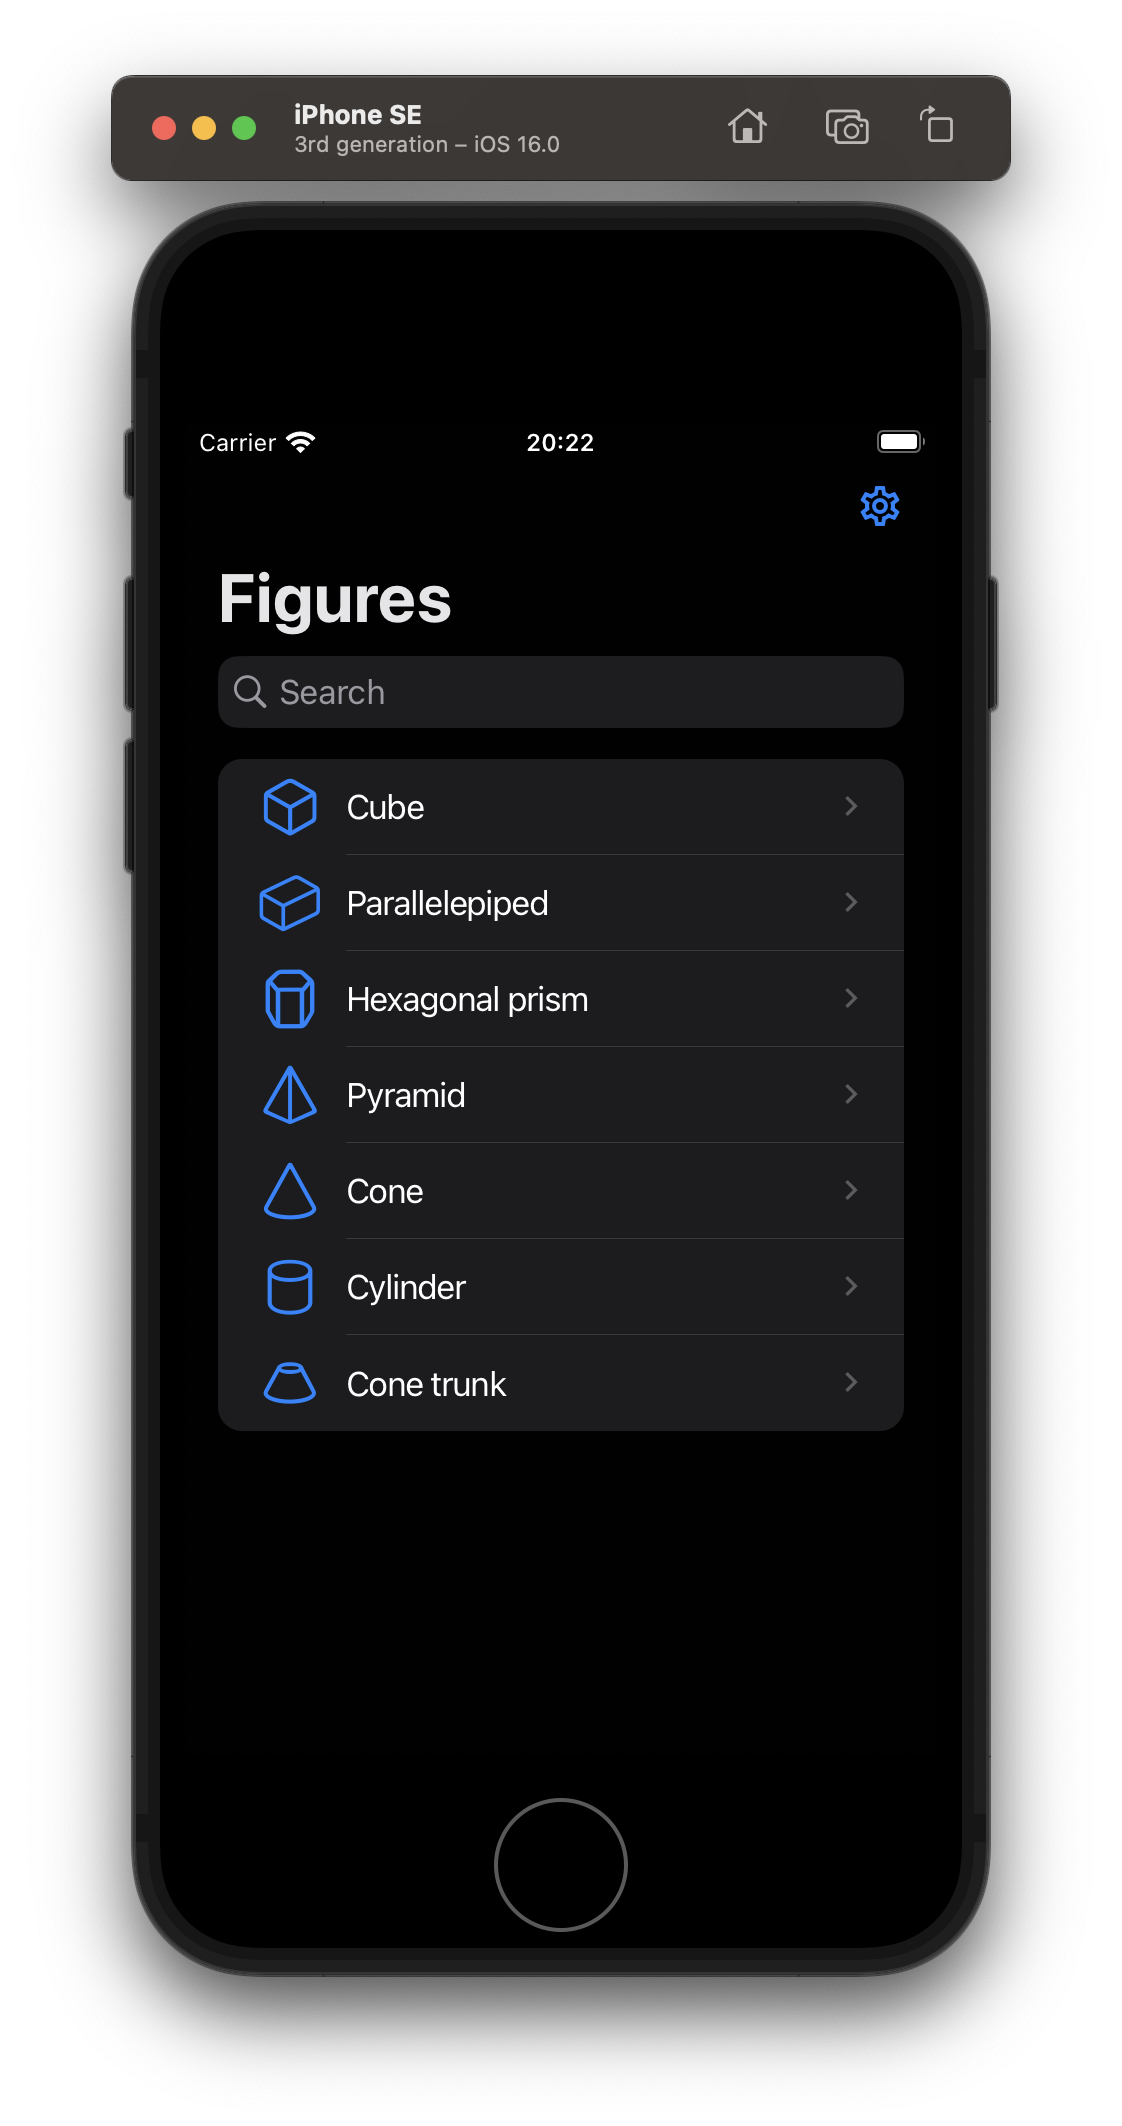 iPhone SE
3rd generation – iOS 16.0
Carrier 20:22
Figures
Search
Cube
Parallelepiped
Hexagonal prism
Pyramid
Cone
Cylinder
Cone trunk